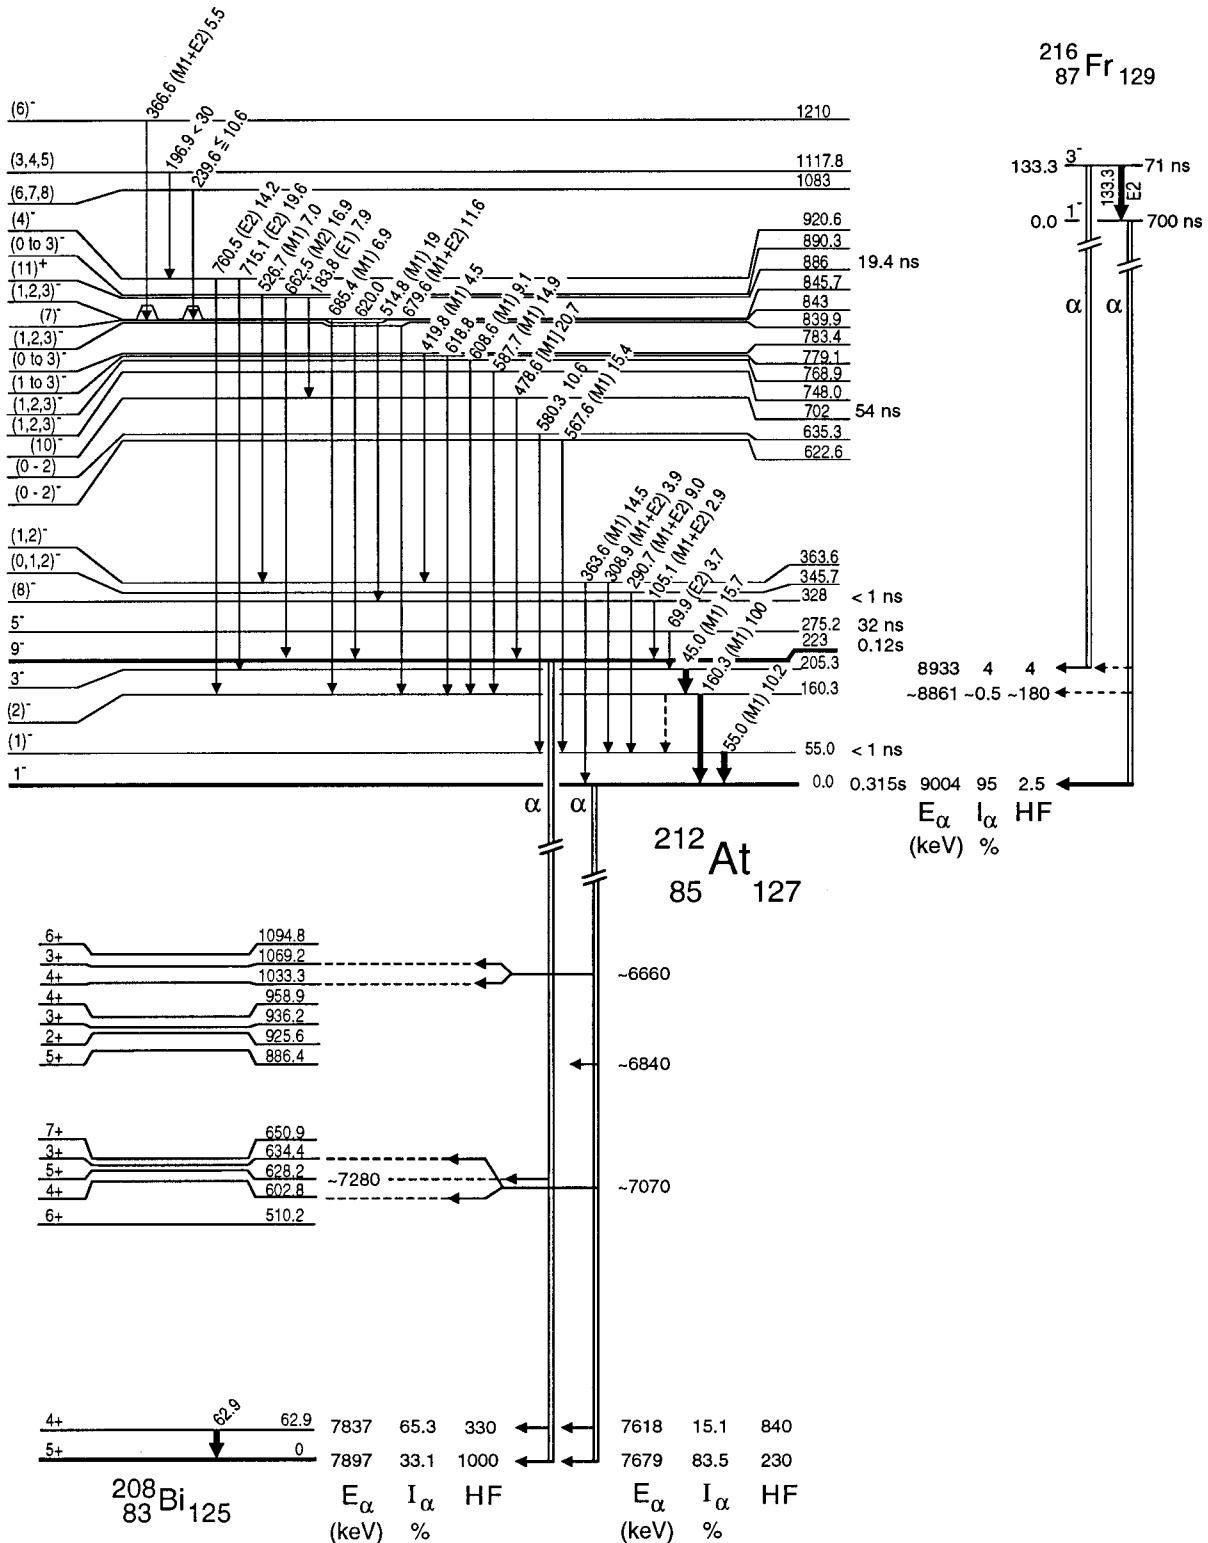 216
87 Fr 129
366.6 (M1+E2) 5.5
196.9 < 30
239.6 ≤ 10.6
760.5 (E2) 14.2
715.1 (E2) 19.6
526.7 (M1) 7.0
662.5 (M2) 16.9
183.8 (E1) 7.9
685.4 (M1) 6.9
620.0
514.8 (M1) 19
679.6 (M1+E2) 11.6
419.8 (M1) 4.5
618.8
608.6 (M1) 9.1
587.7 (M1) 14.9
478.6 [M1] 20.7
580.3 10.6
567.6 (M1) 15.4
363.6 (M1) 14.5
308.9 (M1+E2) 3.9
290.7 (M1+E2) 9.0
105.1 (M1+E2) 2.9
69.9 (E2) 3.7
45.0 (M1) 15.7
160.3 (M1) 100
55.0 (M1) 10.2
(6)- 1210
(3,4,5) 1117.8
(6,7,8) 1083
(4)- 920.6
(0 to 3)- 890.3
(11)+ 886 19.4 ns
(1,2,3)- 845.7
(7)- 843
(1,2,3)- 839.9
(0 to 3)- 783.4
(1 to 3)- 779.1
(1,2,3)- 768.9
(1,2,3)- 748.0
(10)- 702 54 ns
(0 - 2) 635.3
(0 - 2)- 622.6
(1,2)- 363.6
(0,1,2)- 345.7
(8)- 328 < 1 ns
5- 275.2 32 ns
9- 223 0.12s
3- 205.3
(2)- 160.3
(1)- 55.0 < 1 ns
1- 0.0 0.315s 9004 95 2.5
133.3 3- 71 ns
133.3 E2
0.0 1- 700 ns
α α
8933 4 4
~8861 ~0.5 ~180
Eα Iα HF
(keV) %
α α
212
85 At 127
6+ 1094.8
3+ 1069.2
4+ 1033.3
4+ 958.9
3+ 936.2
2+ 925.6
5+ 886.4
~6660
~6840
7+ 650.9
3+ 634.4
5+ 628.2 ~7280
4+ 602.8
6+ 510.2
~7070
62.9
4+ 62.9 7837 65.3 330 7618 15.1 840
5+ 0 7897 33.1 1000 7679 83.5 230
208
83 Bi 125
Eα Iα HF Eα Iα HF
(keV) % (keV) %